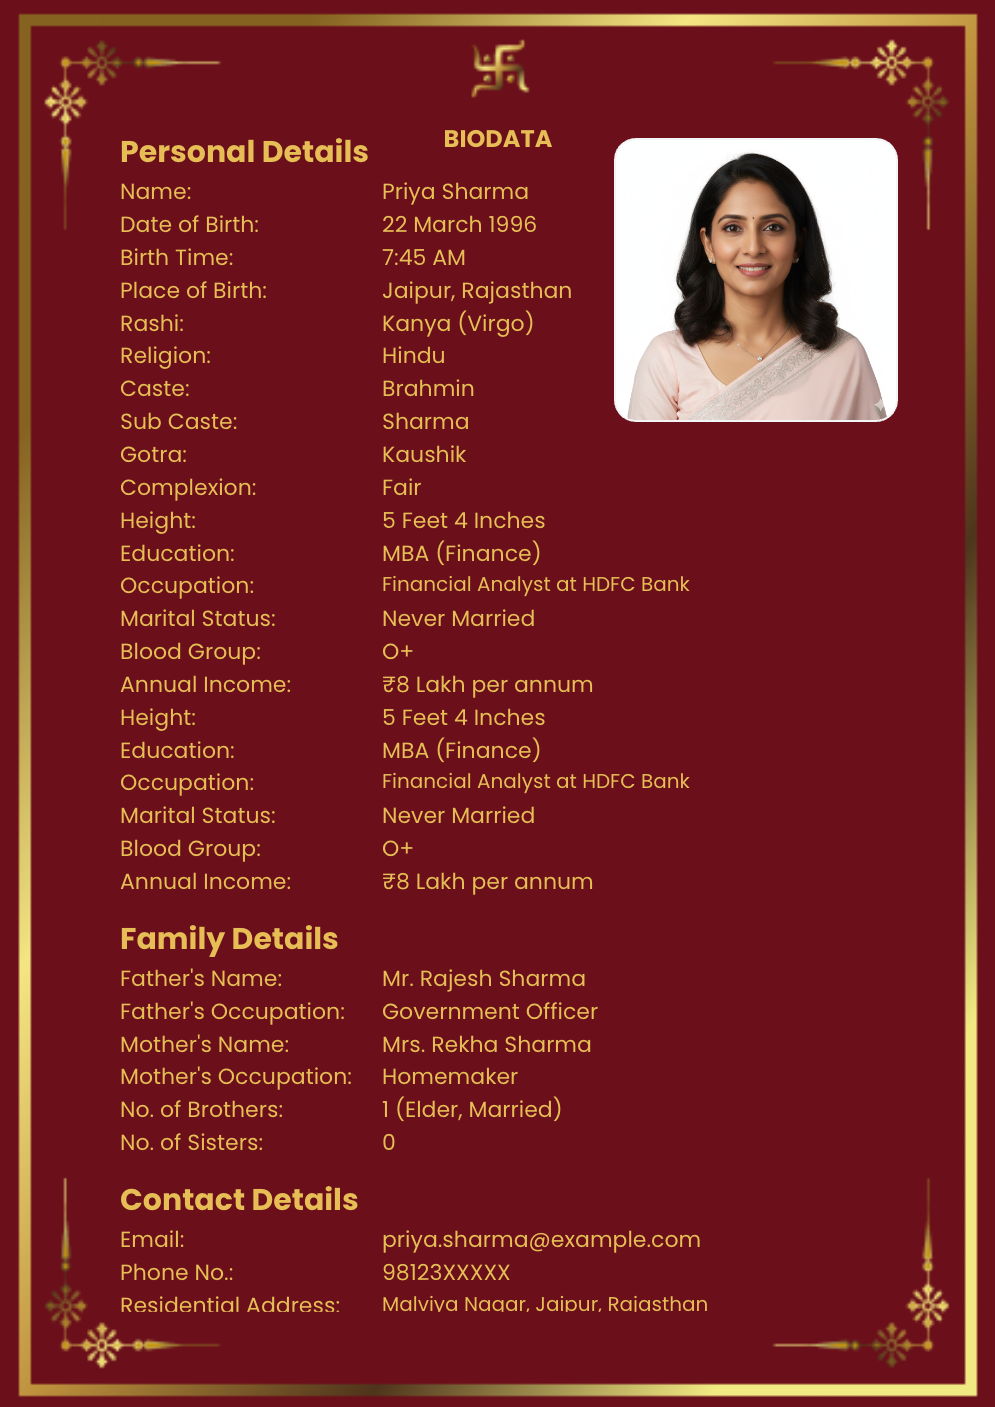 BIODATA
Personal Details
Name: Priya Sharma
Date of Birth: 22 March 1996
Birth Time: 7:45 AM
Place of Birth: Jaipur, Rajasthan
Rashi: Kanya (Virgo)
Religion: Hindu
Caste: Brahmin
Sub Caste: Sharma
Gotra: Kaushik
Complexion: Fair
Height: 5 Feet 4 Inches
Education: MBA (Finance)
Occupation: Financial Analyst at HDFC Bank
Marital Status: Never Married
Blood Group: O+
Annual Income: ₹8 Lakh per annum
Height: 5 Feet 4 Inches
Education: MBA (Finance)
Occupation: Financial Analyst at HDFC Bank
Marital Status: Never Married
Blood Group: O+
Annual Income: ₹8 Lakh per annum
Family Details
Father's Name: Mr. Rajesh Sharma
Father's Occupation: Government Officer
Mother's Name: Mrs. Rekha Sharma
Mother's Occupation: Homemaker
No. of Brothers: 1 (Elder, Married)
No. of Sisters: 0
Contact Details
Email: priya.sharma@example.com
Phone No.: 98123XXXXX
Residential Address: Malviya Nagar, Jaipur, Rajasthan